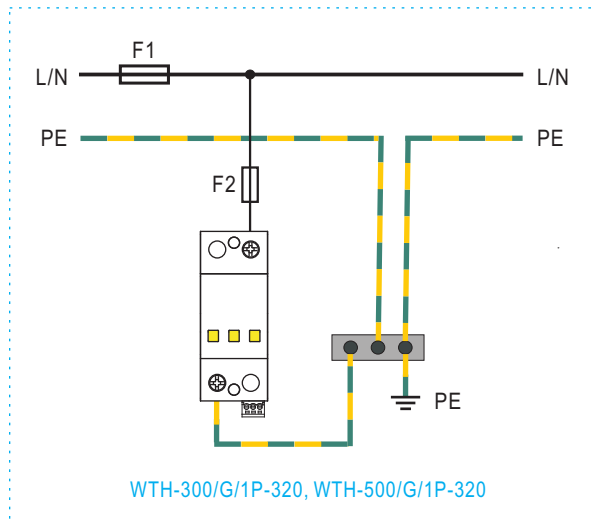 F1
L/N L/N
PE PE
F2
PE
WTH-300/G/1P-320, WTH-500/G/1P-320